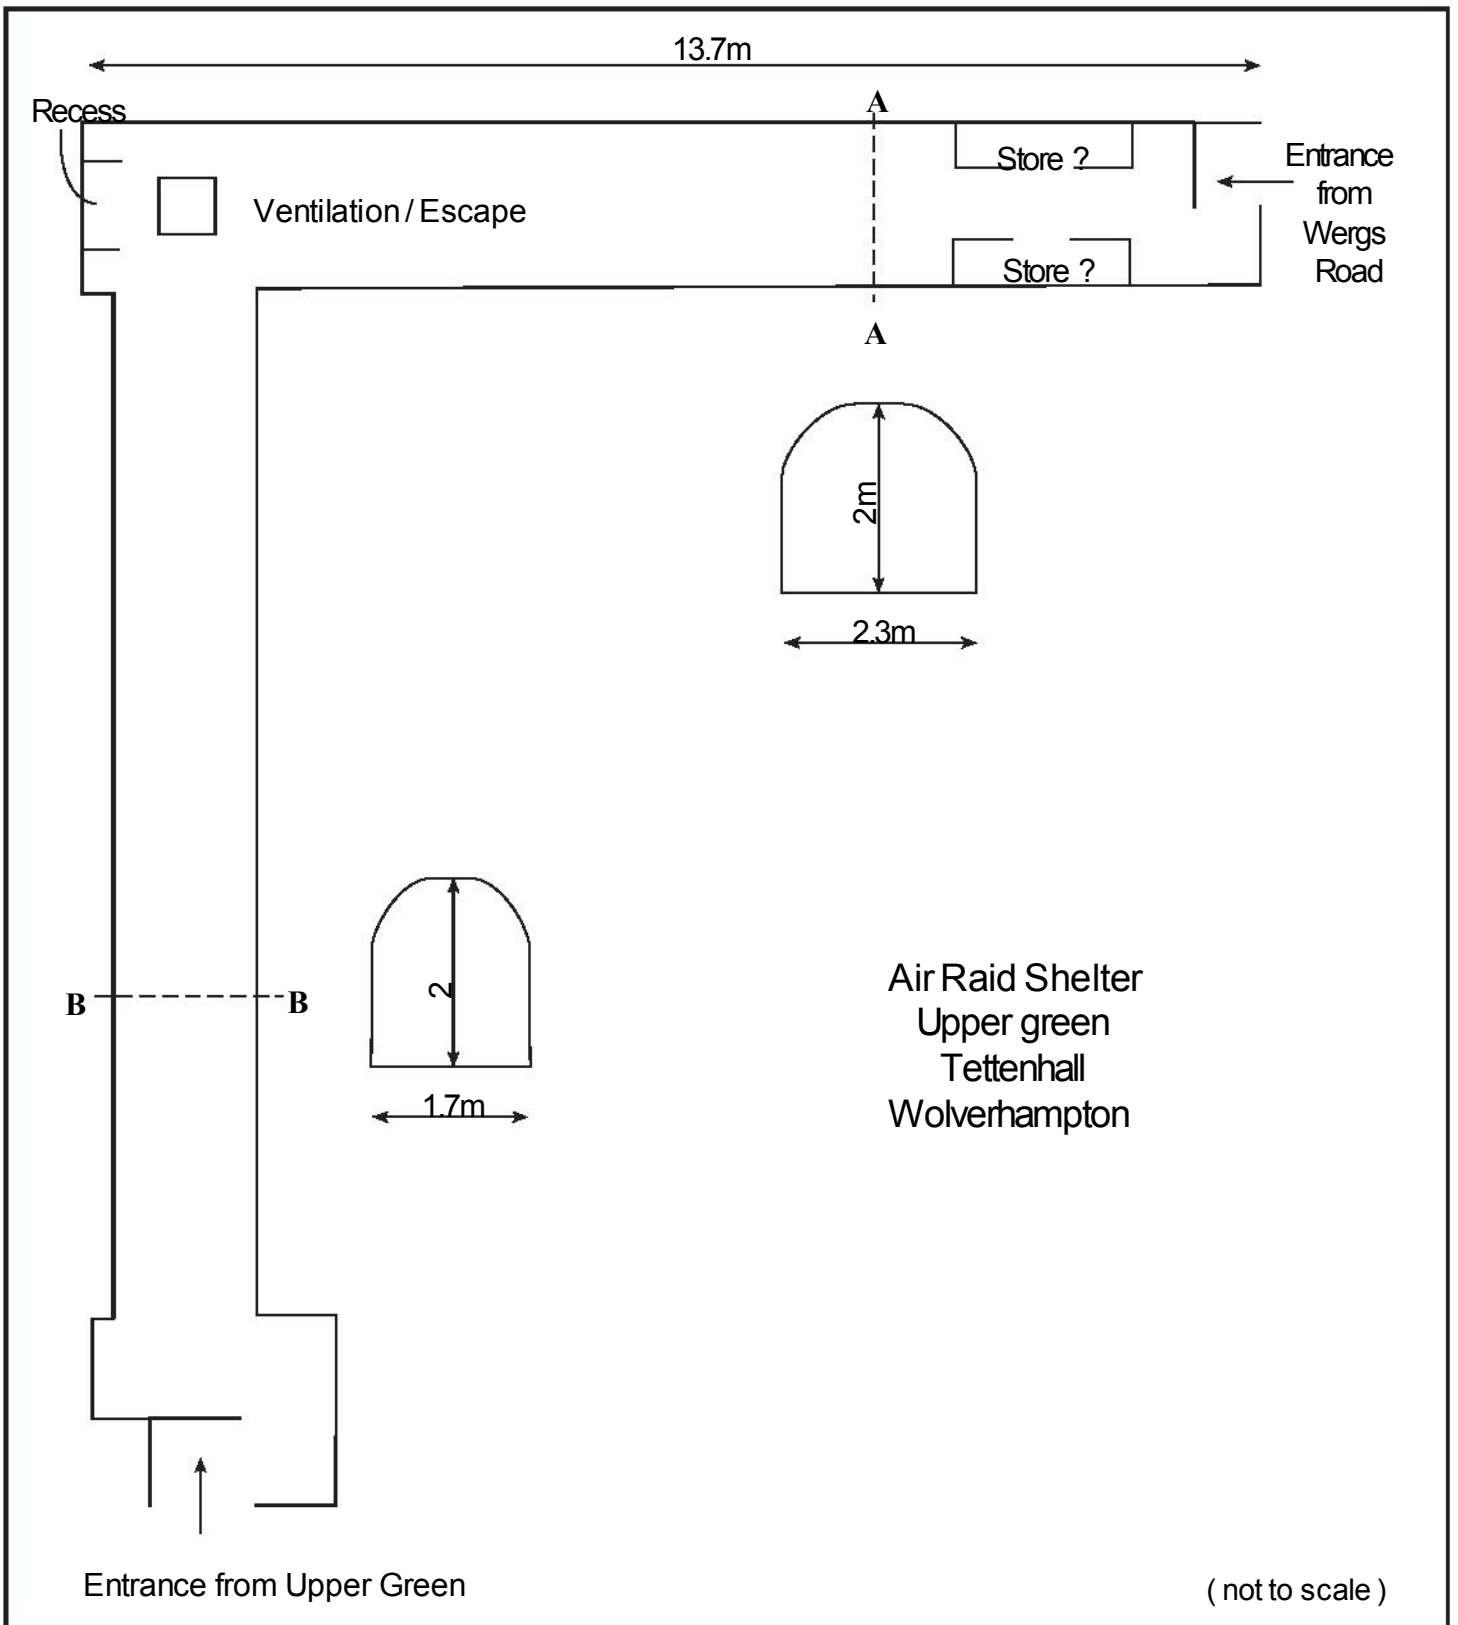 13.7m
Recess
A
Store ?
Entrance
from
Wergs
Road
Ventilation / Escape
Store ?
A
2m
2.3m
B
B
2
1.7m
Air Raid Shelter
Upper green
Tettenhall
Wolverhampton
Entrance from Upper Green
( not to scale )